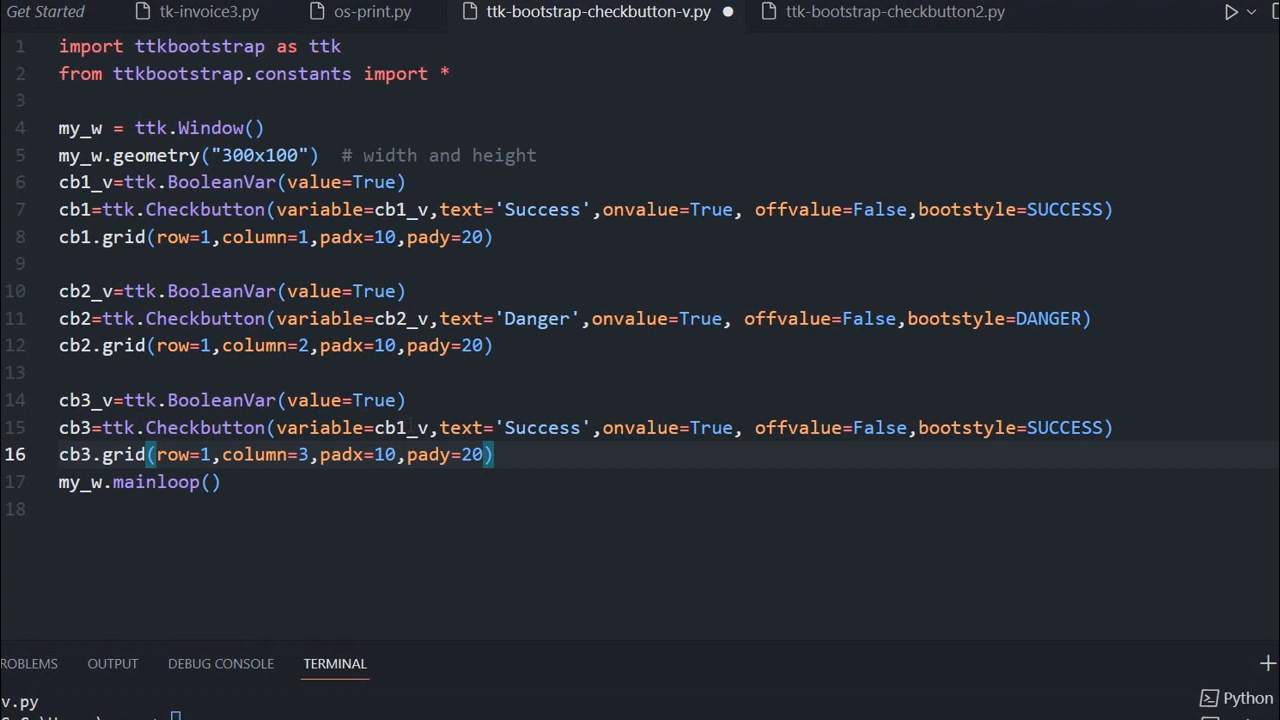 Get Started tk-invoice3.py os-print.py ttk-bootstrap-checkbutton-v.py ttk-bootstrap-checkbutton2.py
1 import ttkbootstrap as ttk
2 from ttkbootstrap.constants import *
3
4 my_w = ttk.Window()
5 my_w.geometry("300x100")  # width and height
6 cb1_v=ttk.BooleanVar(value=True)
7 cb1=ttk.Checkbutton(variable=cb1_v,text='Success',onvalue=True, offvalue=False,bootstyle=SUCCESS)
8 cb1.grid(row=1,column=1,padx=10,pady=20)
9
10 cb2_v=ttk.BooleanVar(value=True)
11 cb2=ttk.Checkbutton(variable=cb2_v,text='Danger',onvalue=True, offvalue=False,bootstyle=DANGER)
12 cb2.grid(row=1,column=2,padx=10,pady=20)
13
14 cb3_v=ttk.BooleanVar(value=True)
15 cb3=ttk.Checkbutton(variable=cb1_v,text='Success',onvalue=True, offvalue=False,bootstyle=SUCCESS)
16 cb3.grid(row=1,column=3,padx=10,pady=20)
17 my_w.mainloop()
18
ROBLEMS OUTPUT DEBUG CONSOLE TERMINAL
v.py
Python